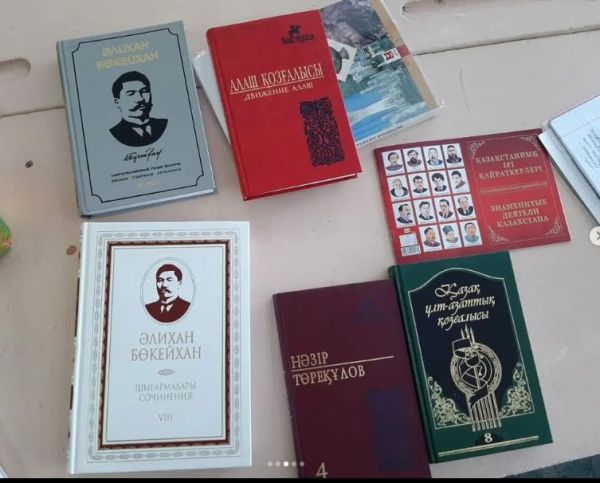 ӘЛИХАН
БӨКЕЙХАН
АЛАШ ҚОЗҒАЛЫСЫ
ДВИЖЕНИЕ АЛАШ
ҚАЗАҚСТАННЫҢ
ІРІ
ҚАЙРАТКЕРЛЕРІ
ЗНАМЕНИТЫЕ
ДЕЯТЕЛИ
КАЗАХСТАНА
ӘЛИХАН
БӨКЕЙХАН
ШЫҒАРМАЛАРЫ
СОЧИНЕНИЯ
VIII
НӘЗІР
ТӨРЕҚҰЛОВ
4
Қазақ
ұлт-азаттық
қозғалысы
8